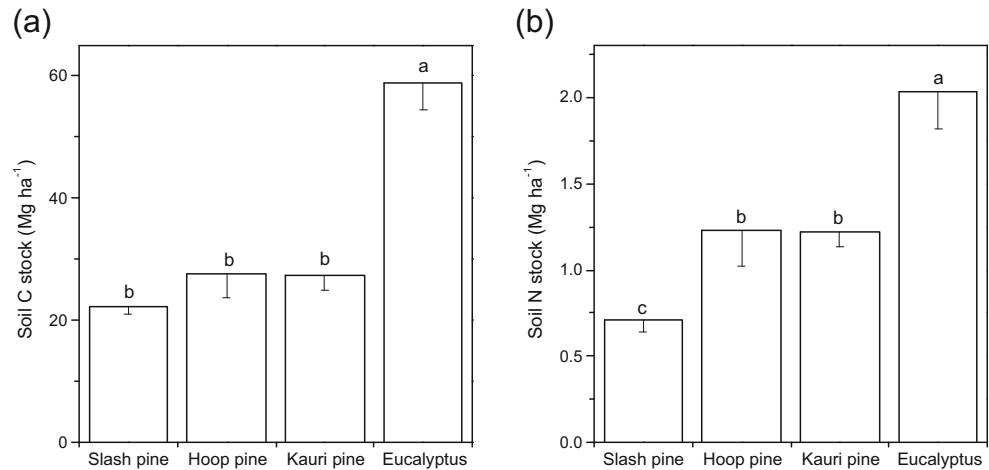 (a)
Soil C stock (Mg ha⁻¹)
60
40
20
0
a
b
b
b
Slash pine Hoop pine Kauri pine Eucalyptus
(b)
Soil N stock (Mg ha⁻¹)
2.0
1.5
1.0
0.5
0.0
a
b
b
c
Slash pine Hoop pine Kauri pine Eucalyptus